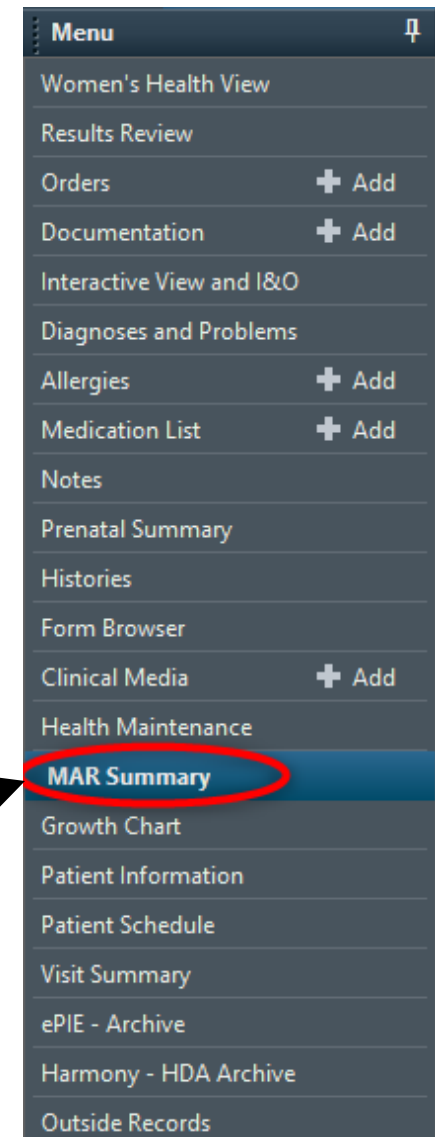 Menu
Women's Health View
Results Review
Orders + Add
Documentation + Add
Interactive View and I&O
Diagnoses and Problems
Allergies + Add
Medication List + Add
Notes
Prenatal Summary
Histories
Form Browser
Clinical Media + Add
Health Maintenance
MAR Summary
Growth Chart
Patient Information
Patient Schedule
Visit Summary
ePIE - Archive
Harmony - HDA Archive
Outside Records